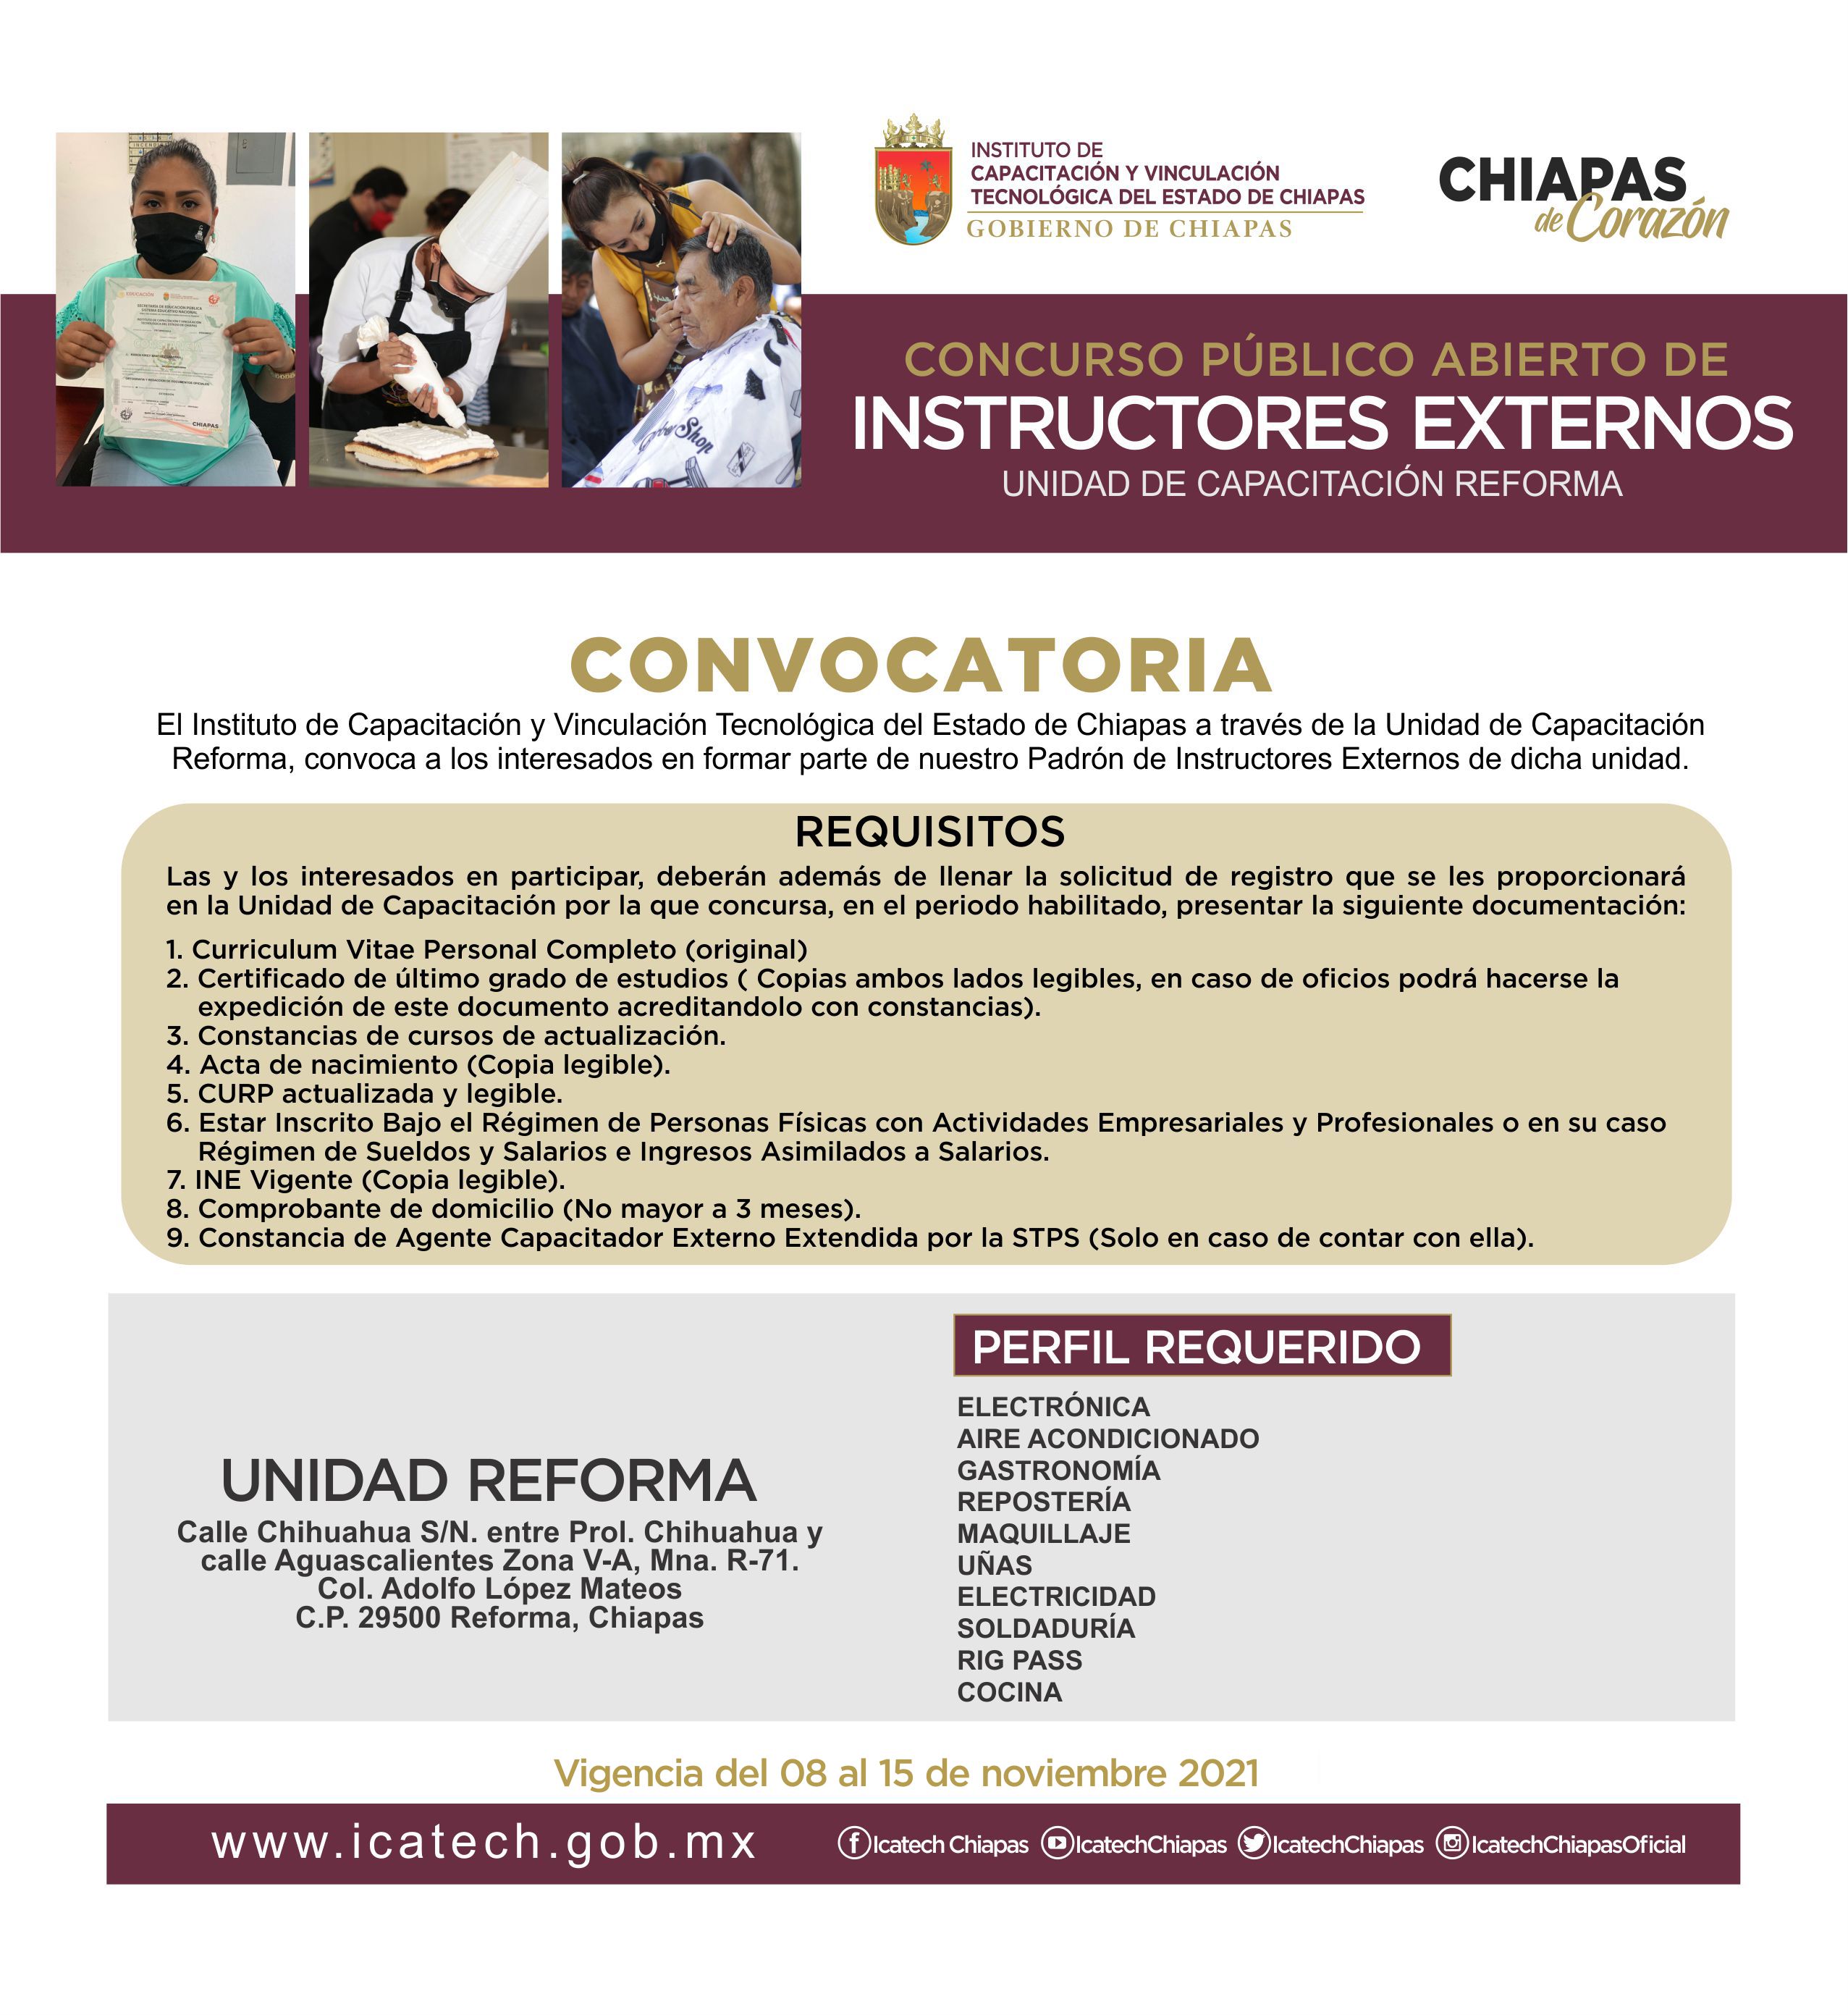 INSTITUTO DE
CAPACITACIÓN Y VINCULACIÓN
TECNOLÓGICA DEL ESTADO DE CHIAPAS
GOBIERNO DE CHIAPAS
CHIAPAS
de Corazón
CONCURSO PÚBLICO ABIERTO DE
INSTRUCTORES EXTERNOS
UNIDAD DE CAPACITACIÓN REFORMA
CONVOCATORIA
El Instituto de Capacitación y Vinculación Tecnológica del Estado de Chiapas a través de la Unidad de Capacitación
Reforma, convoca a los interesados en formar parte de nuestro Padrón de Instructores Externos de dicha unidad.
REQUISITOS
Las y los interesados en participar, deberán además de llenar la solicitud de registro que se les proporcionará
en la Unidad de Capacitación por la que concursa, en el periodo habilitado, presentar la siguiente documentación:
1. Curriculum Vitae Personal Completo (original)
2. Certificado de último grado de estudios ( Copias ambos lados legibles, en caso de oficios podrá hacerse la
expedición de este documento acreditandolo con constancias).
3. Constancias de cursos de actualización.
4. Acta de nacimiento (Copia legible).
5. CURP actualizada y legible.
6. Estar Inscrito Bajo el Régimen de Personas Físicas con Actividades Empresariales y Profesionales o en su caso
Régimen de Sueldos y Salarios e Ingresos Asimilados a Salarios.
7. INE Vigente (Copia legible).
8. Comprobante de domicilio (No mayor a 3 meses).
9. Constancia de Agente Capacitador Externo Extendida por la STPS (Solo en caso de contar con ella).
UNIDAD REFORMA
Calle Chihuahua S/N. entre Prol. Chihuahua y
calle Aguascalientes Zona V-A, Mna. R-71.
Col. Adolfo López Mateos
C.P. 29500 Reforma, Chiapas
PERFIL REQUERIDO
ELECTRÓNICA
AIRE ACONDICIONADO
GASTRONOMÍA
REPOSTERÍA
MAQUILLAJE
UÑAS
ELECTRICIDAD
SOLDADURÍA
RIG PASS
COCINA
Vigencia del 08 al 15 de noviembre 2021
www.icatech.gob.mx
Icatech Chiapas IcatechChiapas IcatechChiapas IcatechChiapasOficial